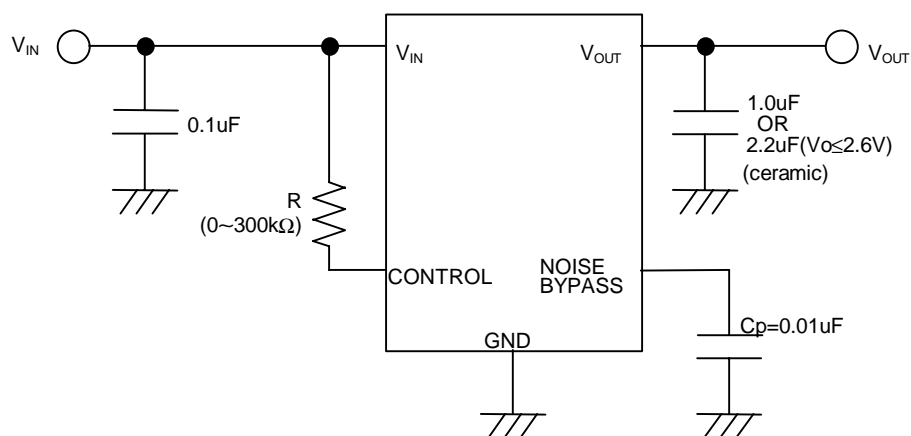 VIN
VIN
VOUT
VOUT
0.1uF
1.0uF
OR
2.2uF(Vo≤2.6V)
(ceramic)
R
(0~300kΩ)
CONTROL
NOISE
BYPASS
Cp=0.01uF
GND